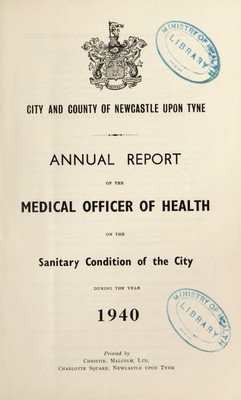 MINISTRY OF HEALTH
LIBRARY
CITY AND COUNTY OF NEWCASTLE UPON TYNE
ANNUAL REPORT
OF THE
MEDICAL OFFICER OF HEALTH
ON THE
Sanitary Condition of the City
DURING THE YEAR
1940
MINISTRY OF HEALTH
LIBRARY
Printed by
CHRISTIE, MALCOLM, LTD,
CHARLOTTE SQUARE, NEWCASTLE UPON TYNE